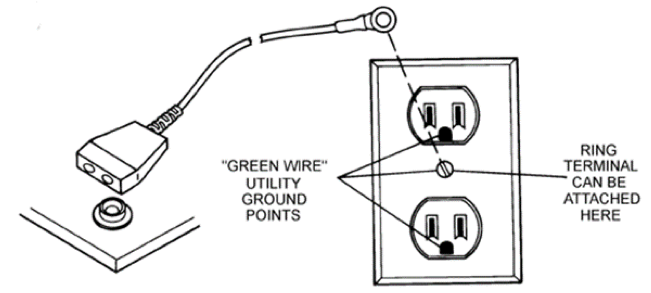 "GREEN WIRE"
UTILITY
GROUND
POINTS
RING
TERMINAL
CAN BE
ATTACHED
HERE